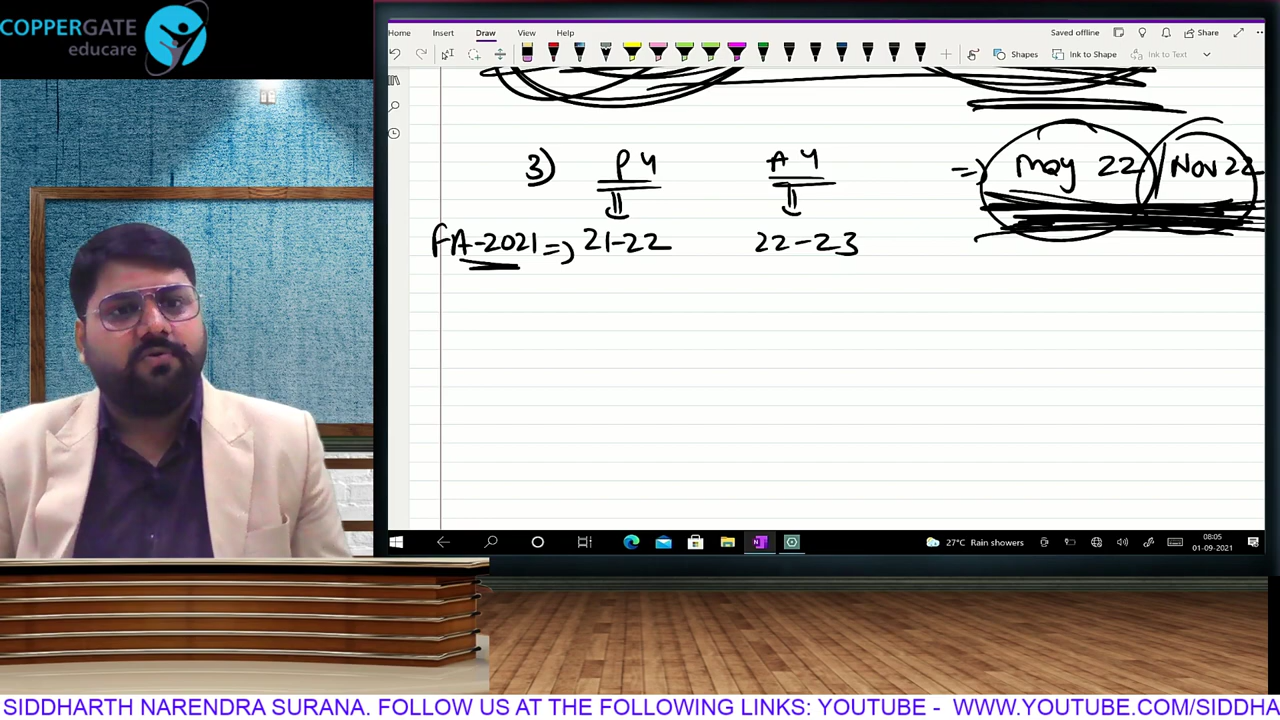 COPPERGATE
educare
Home Insert Draw View Help
Saved offline
Share
Shapes
Ink to Shape
Ink to Text
3) PY AY => May 22 Nov 22
FA-2021 => 21-22 22-23
27°C Rain showers
08:05
01-09-2021
SIDDHARTH NARENDRA SURANA. FOLLOW US AT THE FOLLOWING LINKS: YOUTUBE - WWW.YOUTUBE.COM/SIDDHA